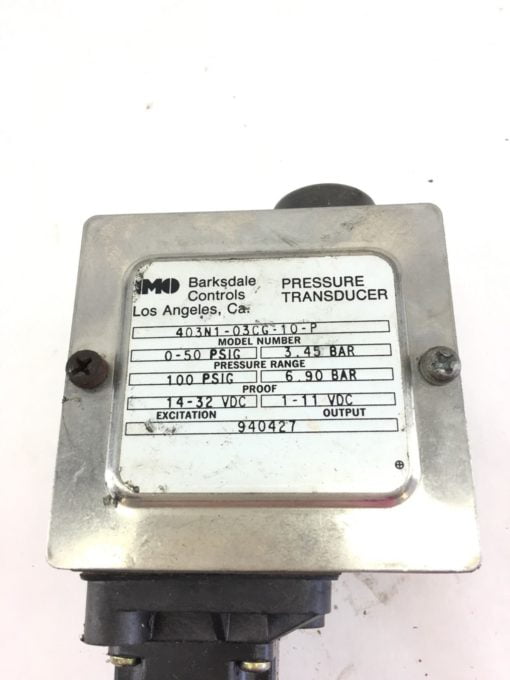 IMO Barksdale PRESSURE
Controls TRANSDUCER
Los Angeles, Ca.
403N1-03CG-10-P
MODEL NUMBER
0-50 PSIG 3.45 BAR
PRESSURE RANGE
100 PSIG 6.90 BAR
PROOF
14-32 VDC 1-11 VDC
EXCITATION OUTPUT
940427